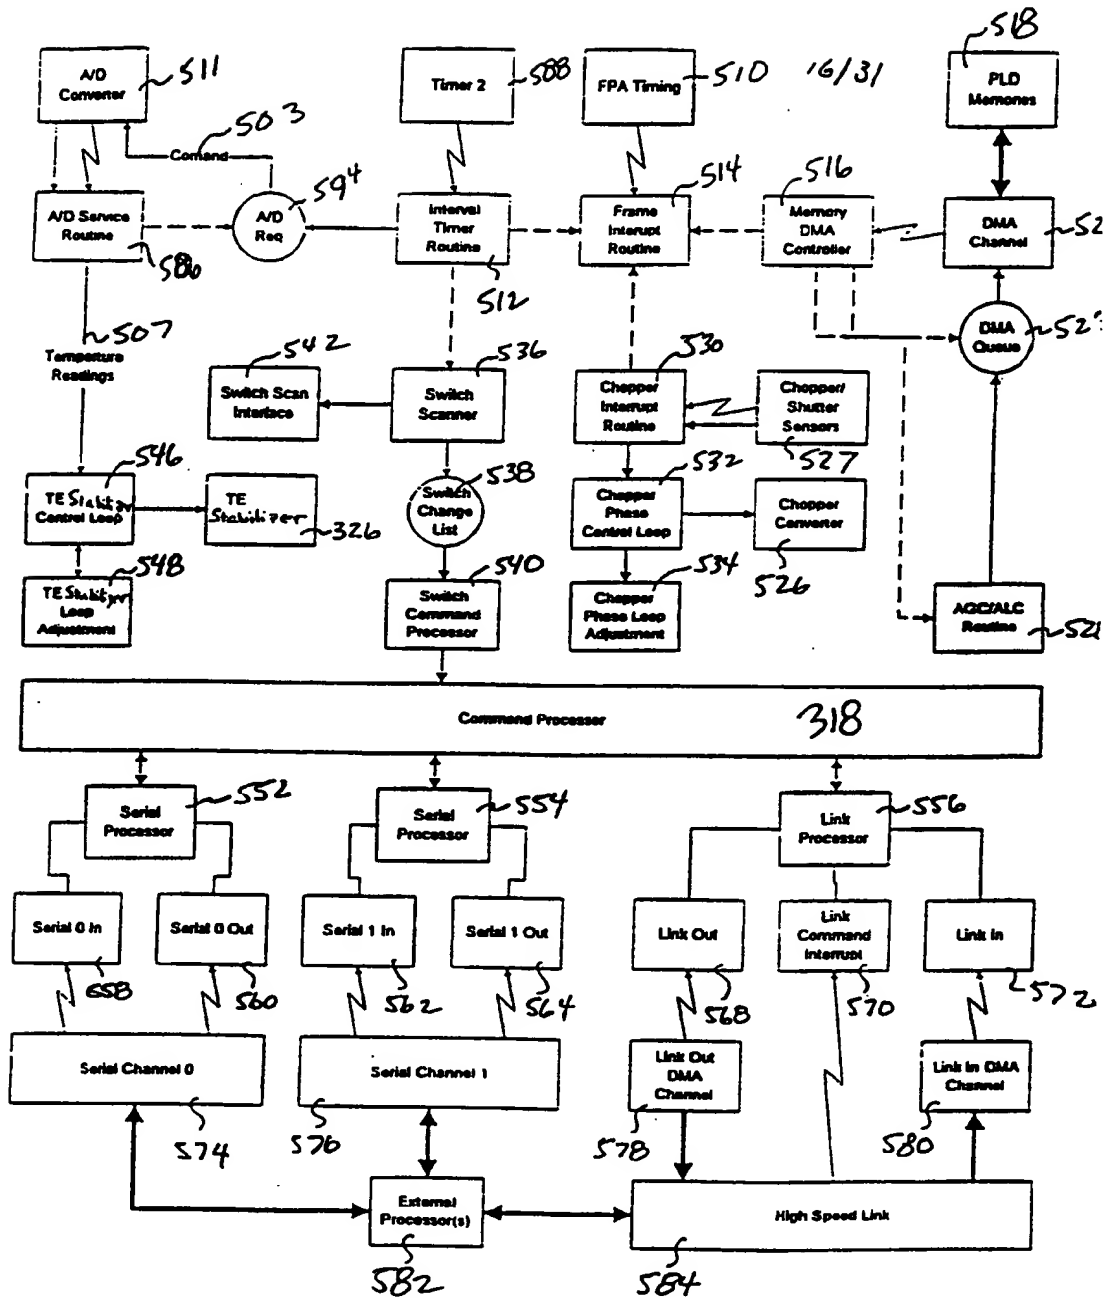 A/D
Converter
511
Comand
503
Timer 2
588
FPA Timing
510
16/31
518
PLD
Memories
A/D Service
Routine
586
A/D
Req
594
Interval
Timer
Routine
512
Frame
Interrupt
Routine
514
516
Memory
DMA
Controller
DMA
Channel
52
507
Temperture
Readings
542
Switch Scan
Interface
536
Switch
Scanner
530
Chopper
Interrupt
Routine
Chopper/
Shutter
Sensors
527
DMA
Queue
52
546
TE Stabilizer
Control Loop
TE
Stabilizer
326
538
Switch
Change
List
532
Chopper
Phase
Control Loop
Chopper
Converter
526
548
TE Stabilizer
Loop
Adjustment
540
Switch
Command
Processor
534
Chopper
Phase Loop
Adjustment
AGC/ALC
Routine
521
Command Processor
318
552
Serial
Processor
554
Serial
Processor
556
Link
Processor
Serial 0 In
658
Serial 0 Out
560
Serial 1 In
562
Serial 1 Out
564
Link Out
568
Link
Command
Interrupt
570
Link In
572
Serial Channel 0
574
Serial Channel 1
576
Link Out
DMA
Channel
578
Link In DMA
Channel
580
External
Processor(s)
582
High Speed Link
584